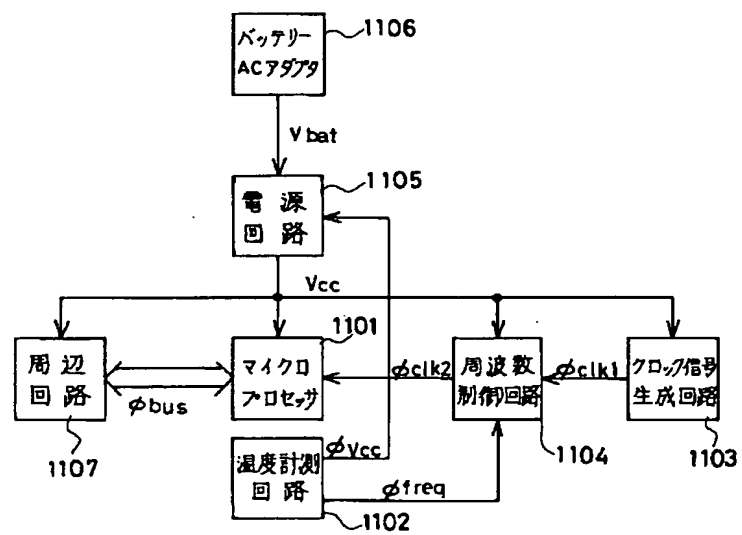 バッテリー
ACアダプタ
1106
Vbat
電源
回路
1105
Vcc
周辺
回路
1107
φbus
マイクロ
プロセッサ
1101
φclk2
周波数
制御回路
1104
φclk1
クロック信号
生成回路
1103
温度計測
回路
1102
φVcc
φfreq